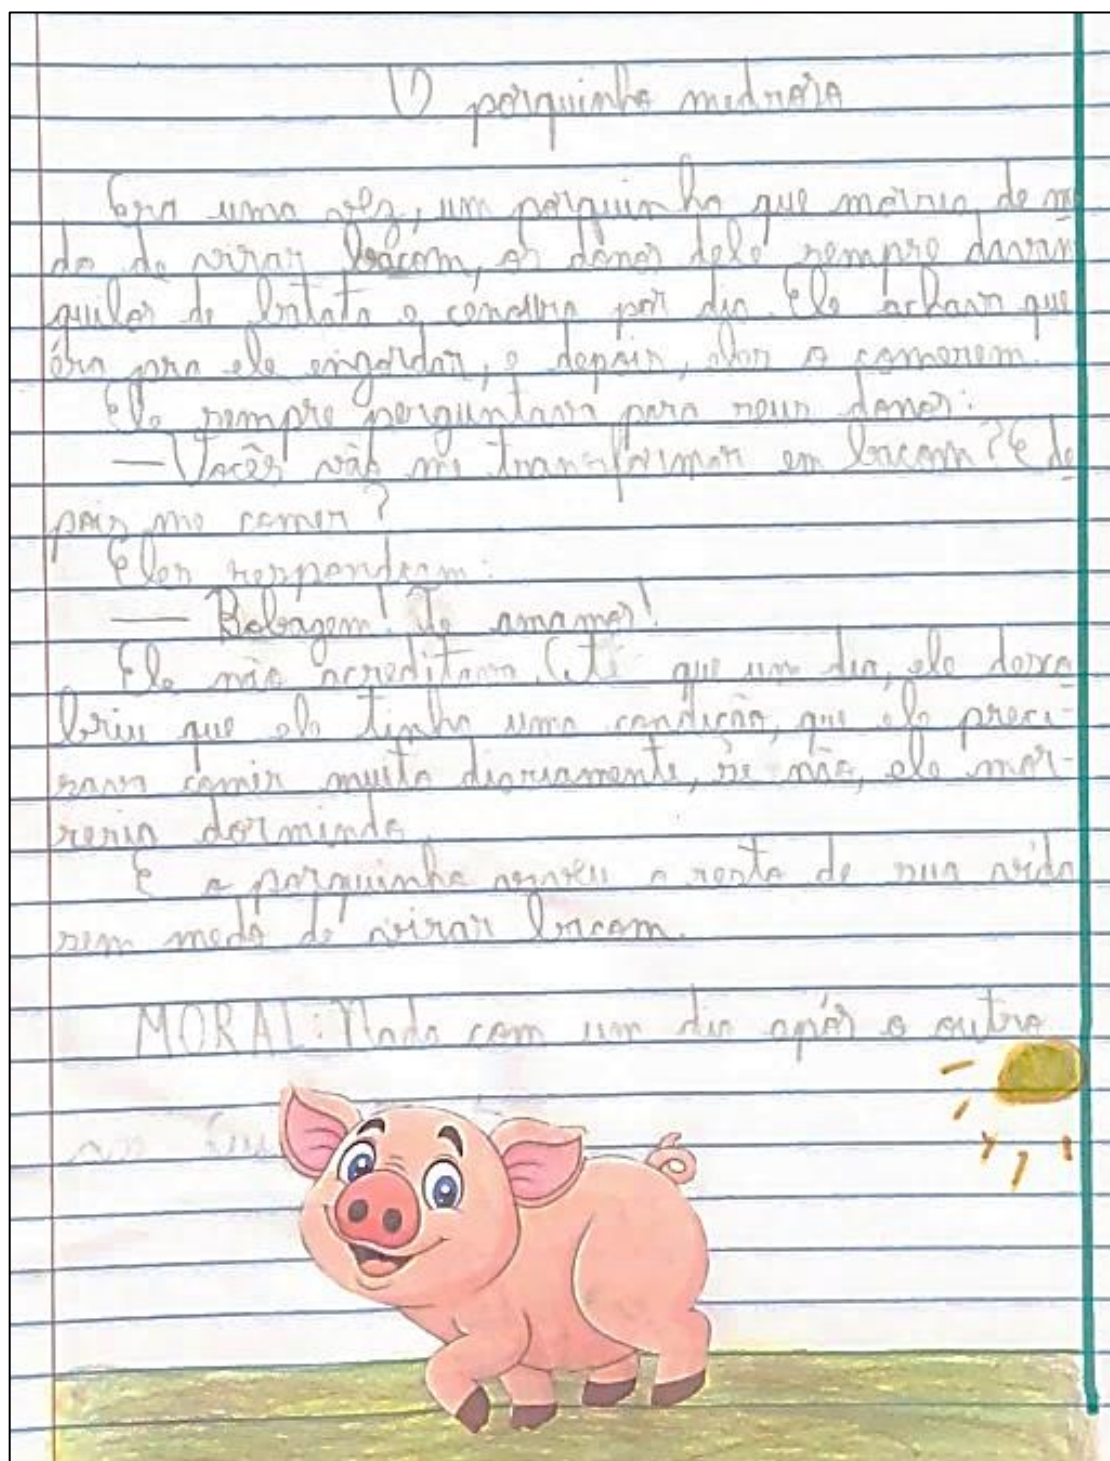 O porquinho medroso
Era uma vez, um porquinho que morria de me
do de virar bacom, os donos dele sempre davam
quilos de batata e cenoura por dia. Ele achava que
era pra ele engordar, e depois, eles o comerem.
Ele sempre perguntava para seus donos:
— Vocês vão me transformar em bacom? E de
pois me comer?
Eles respondiam:
— Bobagem! Te amamos!
Ele não acreditava. Até que um dia, ele desco
briu que ele tinha uma condição, que ele preci-
sava comer muito diariamente, se não, ele mor-
reria dormindo.
E o porquinho viveu o resto de sua vida
sem medo de virar bacom.
MORAL: Nada com um dia após o outro